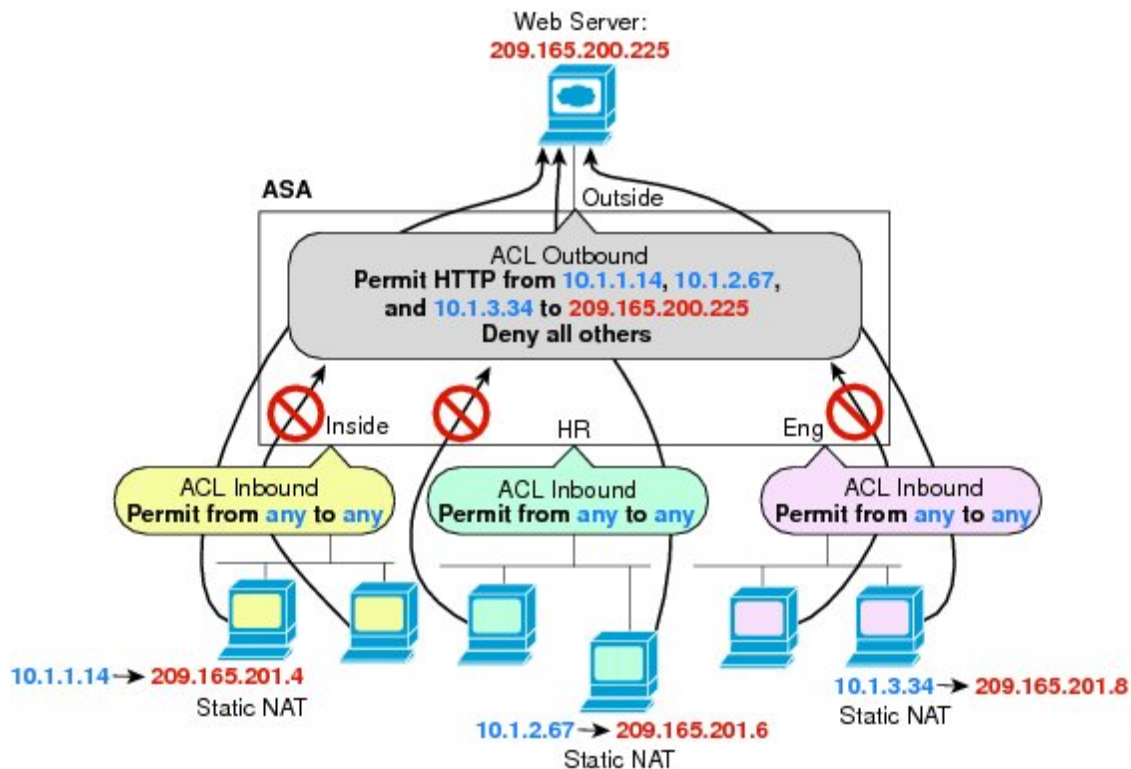 Web Server:
209.165.200.225
ASA
Outside
ACL Outbound
Permit HTTP from 10.1.1.14, 10.1.2.67,
and 10.1.3.34 to 209.165.200.225
Deny all others
Inside
HR
Eng
ACL Inbound
Permit from any to any
ACL Inbound
Permit from any to any
ACL Inbound
Permit from any to any
10.1.1.14 → 209.165.201.4
Static NAT
10.1.2.67 → 209.165.201.6
Static NAT
10.1.3.34 → 209.165.201.8
Static NAT